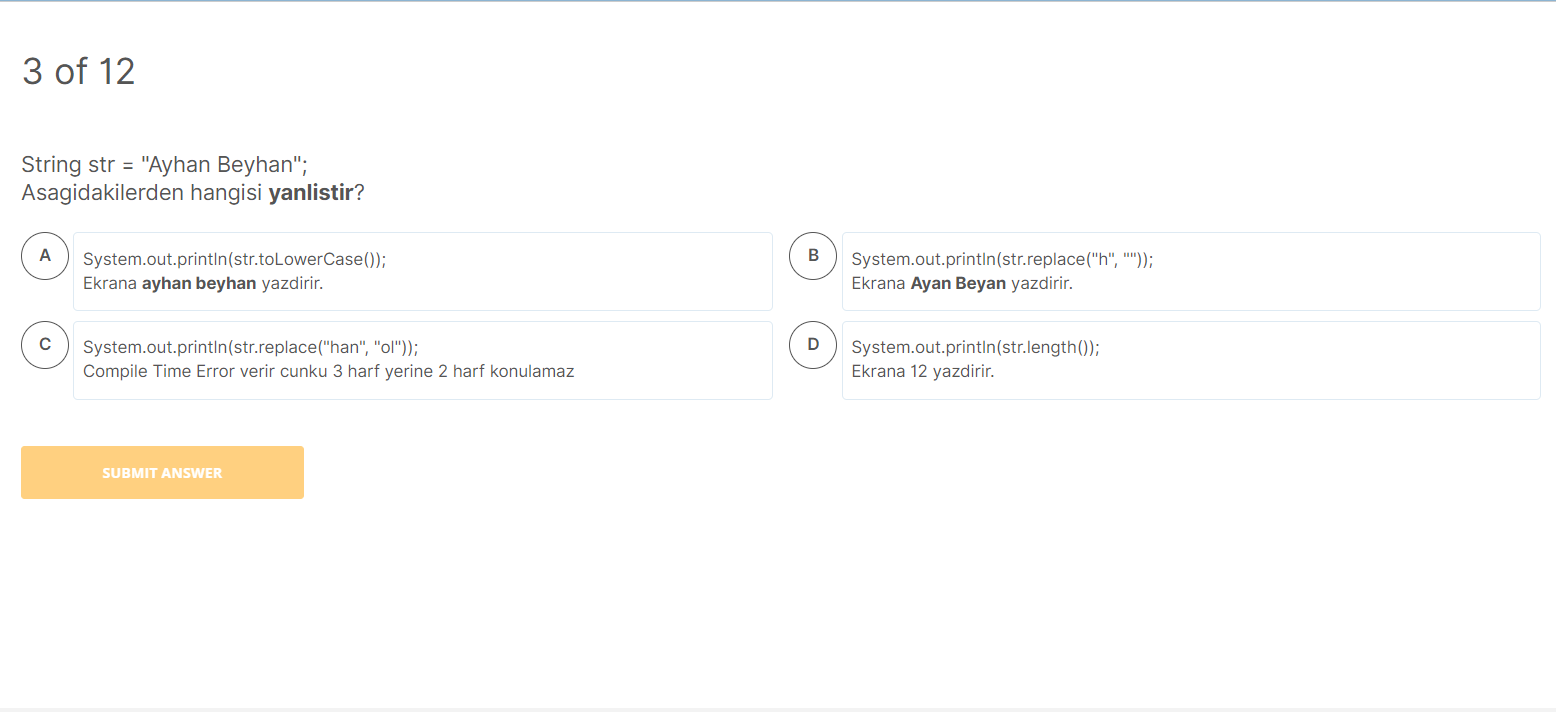 3 of 12
String str = "Ayhan Beyhan";
Asagidakilerden hangisi yanlistir?
A
System.out.println(str.toLowerCase());
Ekrana ayhan beyhan yazdirir.
B
System.out.println(str.replace("h", ""));
Ekrana Ayan Beyan yazdirir.
C
System.out.println(str.replace("han", "ol"));
Compile Time Error verir cunku 3 harf yerine 2 harf konulamaz
D
System.out.println(str.length());
Ekrana 12 yazdirir.
SUBMIT ANSWER